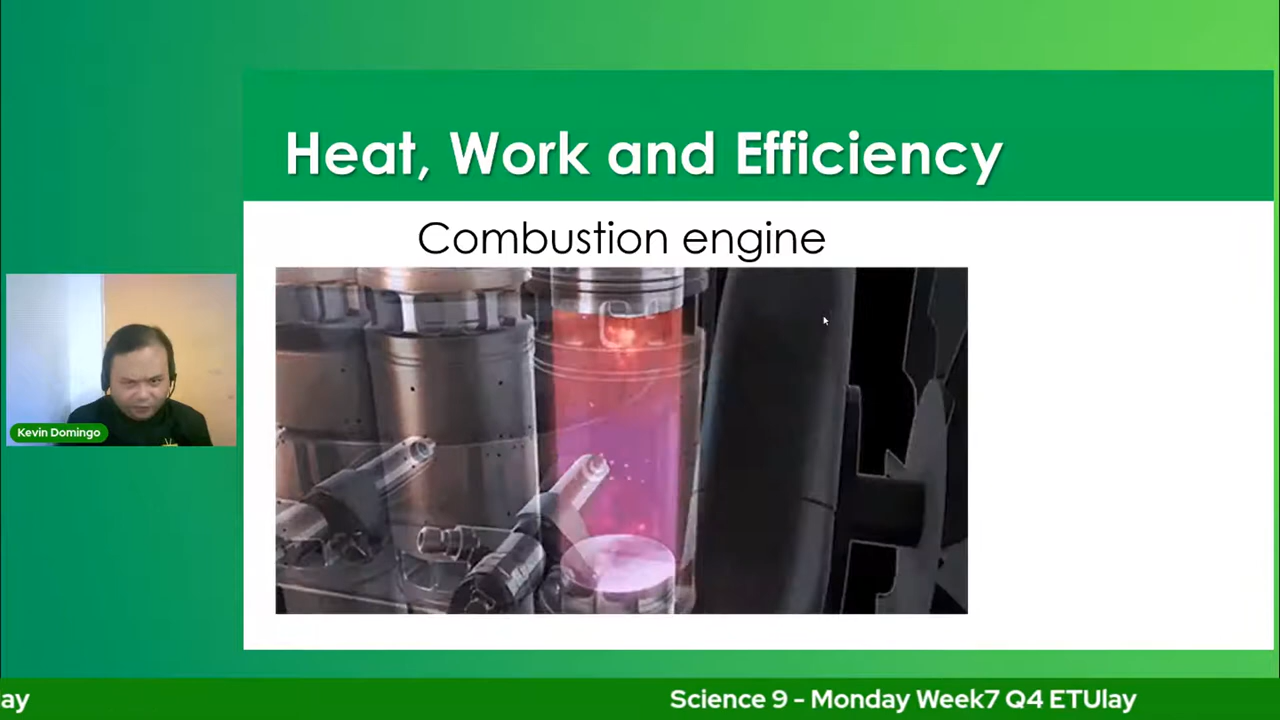 Heat, Work and Efficiency
Combustion engine
Kevin Domingo
ay
Science 9 - Monday Week7 Q4 ETUlay